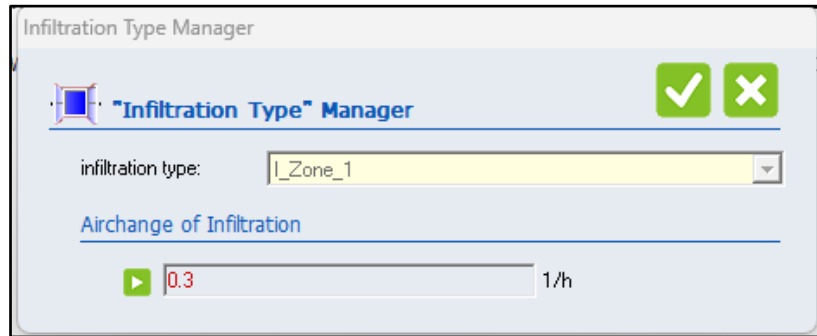 Infiltration Type Manager
"Infiltration Type" Manager
infiltration type: I_Zone_1
Airchange of Infiltration
0.3 1/h